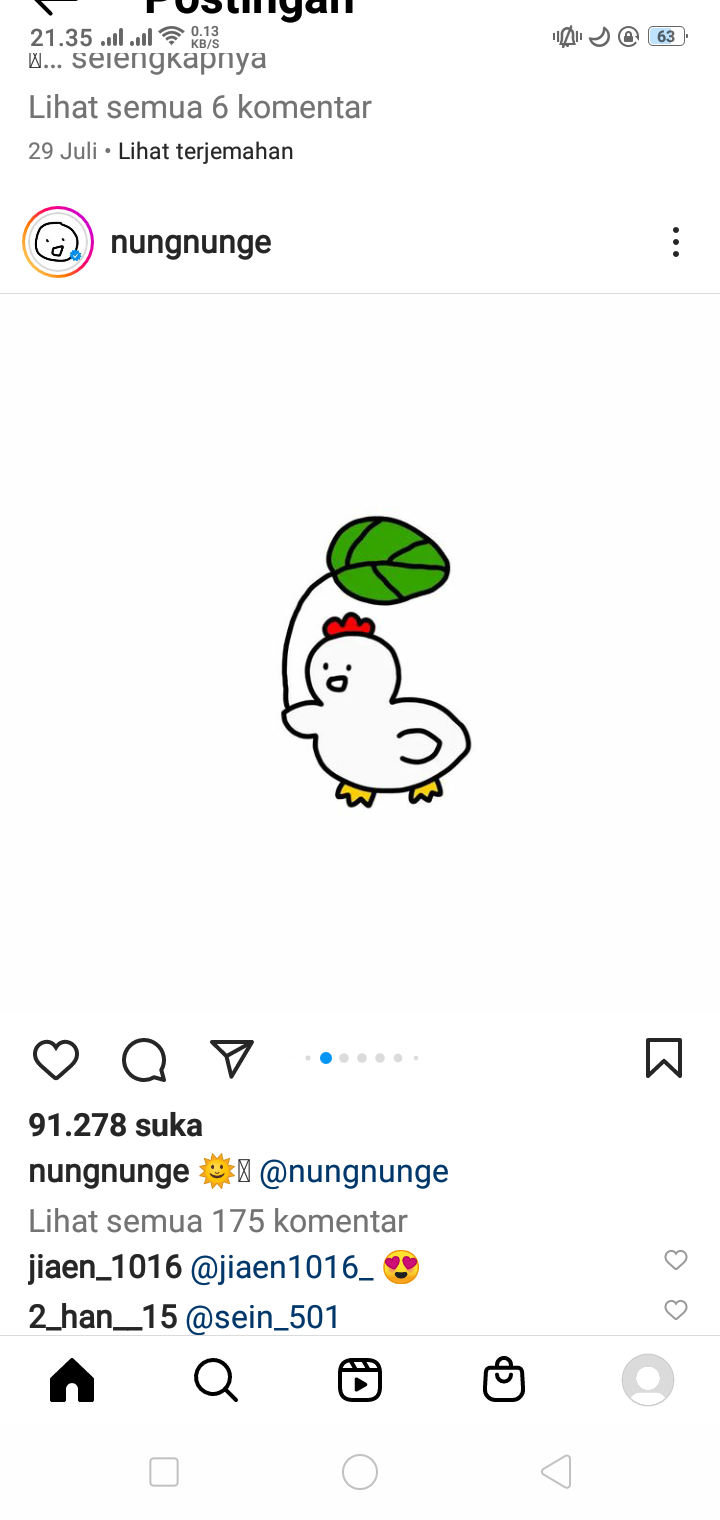 Postingan
21.35 0.13 KB/S 63
... selengkapnya
Lihat semua 6 komentar
29 Juli • Lihat terjemahan
nungnunge
91.278 suka
nungnunge 🌞 @nungnunge
Lihat semua 175 komentar
jiaen_1016 @jiaen1016_ 😍
2_han__15 @sein_501